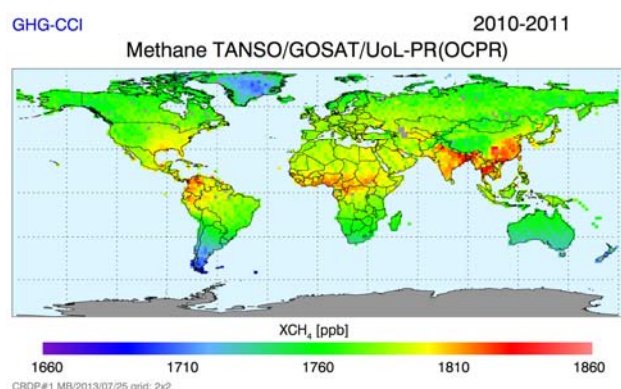 GHG-CCI 2010-2011
Methane TANSO/GOSAT/UoL-PR(OCPR)
XCH₄ [ppb]
1660 1710 1760 1810 1860
CRDP#1 MB/2013/07/25 grid: 2x2